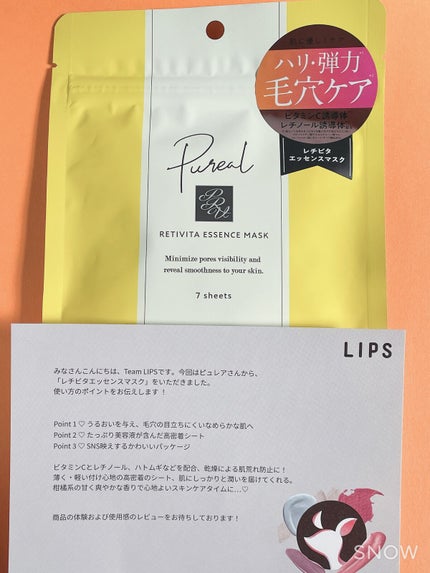 ハリ・弾力
毛穴ケア
ビタミンC誘導体
レチノール誘導体
レチビタ
エッセンスマスク
Pureal
RETIVITA ESSENCE MASK
Minimize pores visibility and
reveal smoothness to your skin.
7 sheets
LIPS
みなさんこんにちは、Team LIPSです。今回はピュレアさんから、
「レチビタエッセンスマスク」をいただきました。
使い方のポイントをお伝えします！
Point 1 ♡ うるおいを与え、毛穴の目立ちにくいなめらかな肌へ
Point 2 ♡ たっぷり美容液が含んだ高密着シート
Point 3 ♡ SNS映えするかわいいパッケージ
ビタミンCとレチノール、ハトムギなどを配合、乾燥による肌荒れ防止に！
薄く・軽い付け心地の高密着のシート、肌にしっかりと潤いを届けてくれる。
柑橘系の甘く爽やかな香りで心地よいスキンケアタイムに…♡
商品の体験および使用感のレビューをお待ちしております！
SNOW